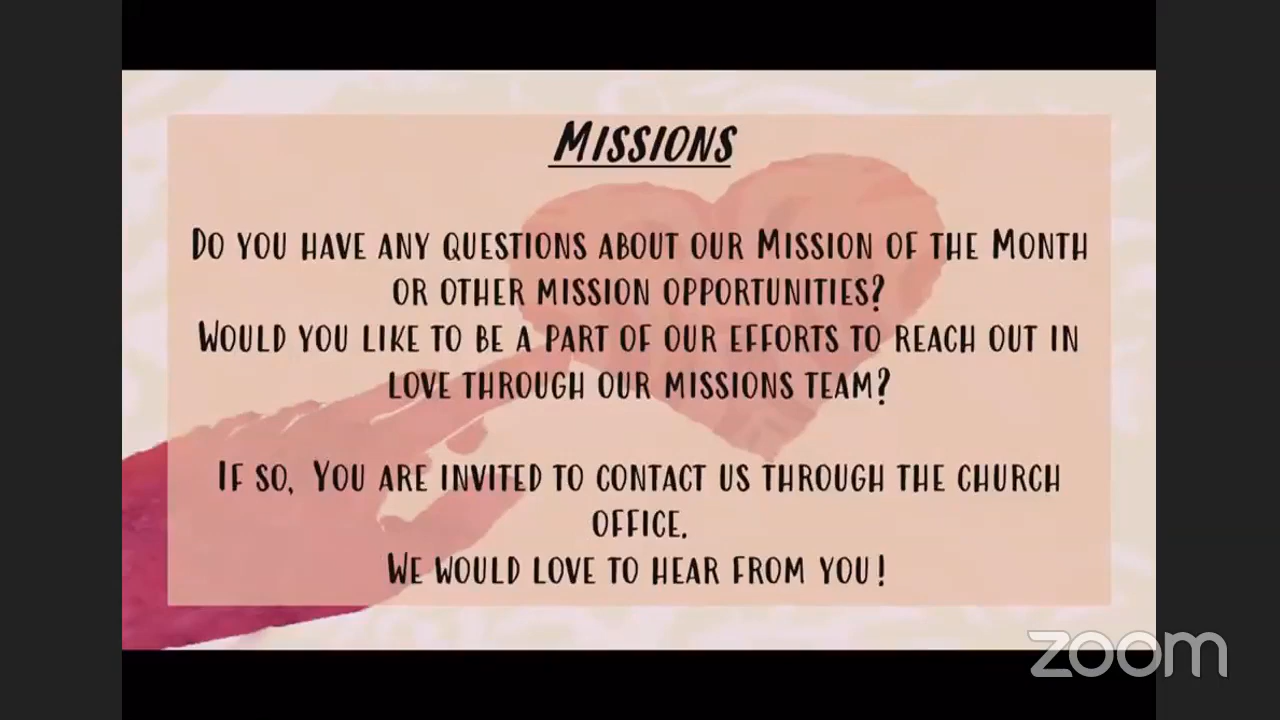 Missions
Do you have any questions about our Mission of the Month
or other mission opportunities?
Would you like to be a part of our efforts to reach out in
love through our missions team?
If so, You are invited to contact us through the church
office.
We would love to hear from you!
zoom